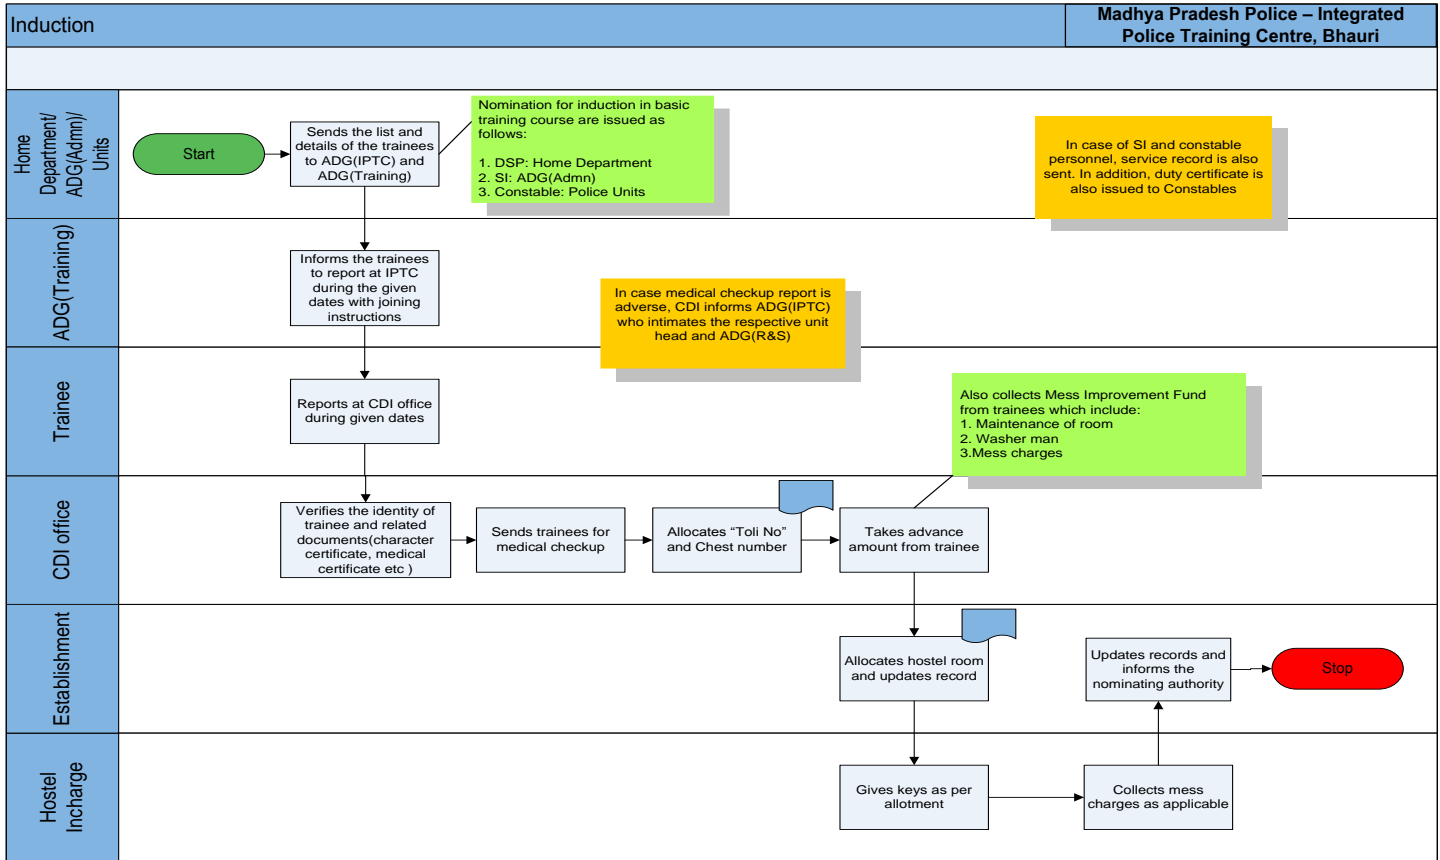 Induction
Madhya Pradesh Police – Integrated
Police Training Centre, Bhauri
Home
Department/
ADG(Admn)/
Units
Start
Sends the list and
details of the trainees
to ADG(IPTC) and
ADG(Training)
Nomination for induction in basic
training course are issued as
follows:
1. DSP: Home Department
2. SI: ADG(Admn)
3. Constable: Police Units
In case of SI and constable
personnel, service record is also
sent. In addition, duty certificate is
also issued to Constables
ADG(Training)
Informs the trainees
to report at IPTC
during the given
dates with joining
instructions
In case medical checkup report is
adverse, CDI informs ADG(IPTC)
who intimates the respective unit
head and ADG(R&S)
Trainee
Reports at CDI office
during given dates
Also collects Mess Improvement Fund
from trainees which include:
1. Maintenance of room
2. Washer man
3.Mess charges
CDI office
Verifies the identity of
trainee and related
documents(character
certificate, medical
certificate etc )
Sends trainees for
medical checkup
Allocates “Toli No”
and Chest number
Takes advance
amount from trainee
Establishment
Allocates hostel room
and updates record
Updates records and
informs the
nominating authority
Stop
Hostel
Incharge
Gives keys as per
allotment
Collects mess
charges as applicable